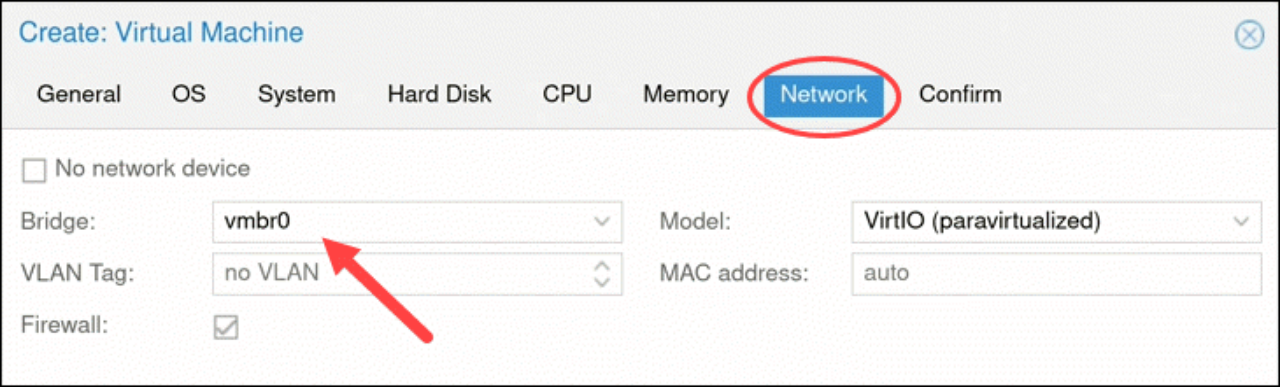 Create: Virtual Machine
General OS System Hard Disk CPU Memory Network Confirm
No network device
Bridge: vmbr0 Model: VirtIO (paravirtualized)
VLAN Tag: no VLAN MAC address: auto
Firewall: